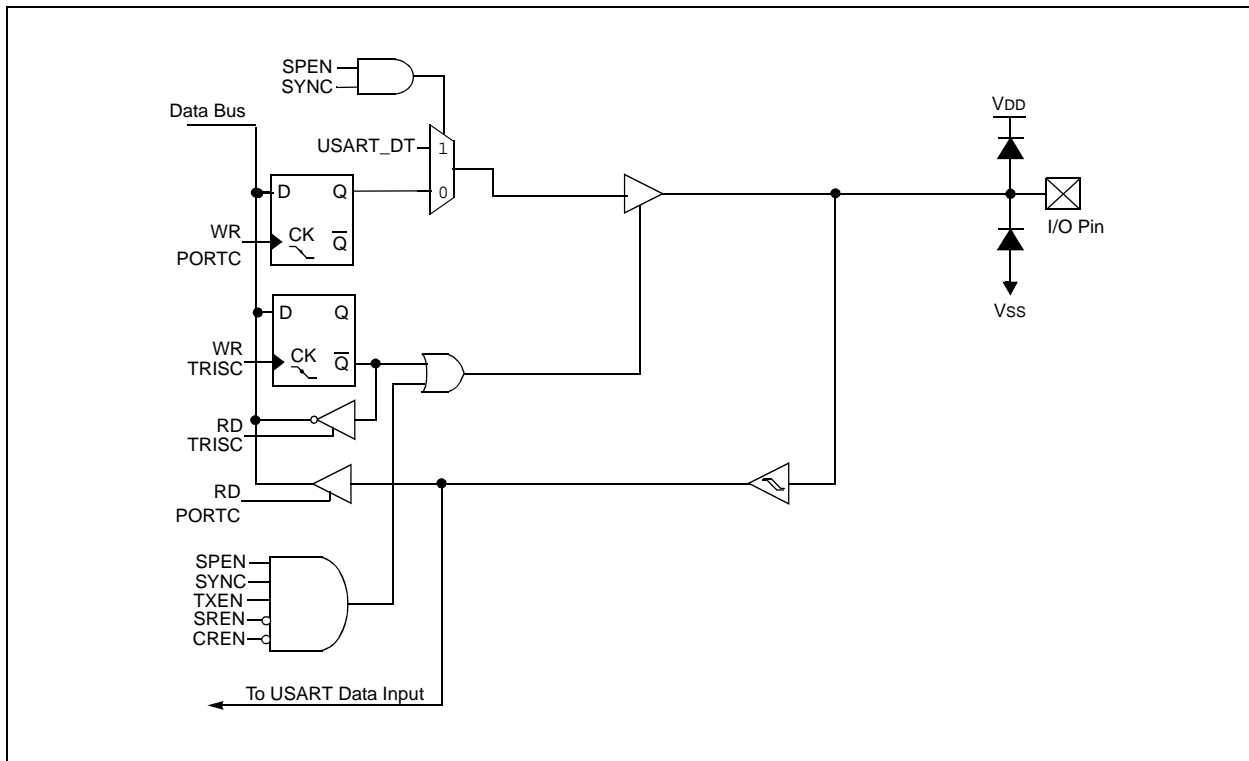 SPEN
SYNC
Data Bus
VDD
USART_DT
1
D
Q
0
I/O Pin
WR
PORTC
CK
Q̅
VSS
D
Q
WR
TRISC
CK
Q̅
RD
TRISC
RD
PORTC
SPEN
SYNC
TXEN
SREN
CREN
To USART Data Input